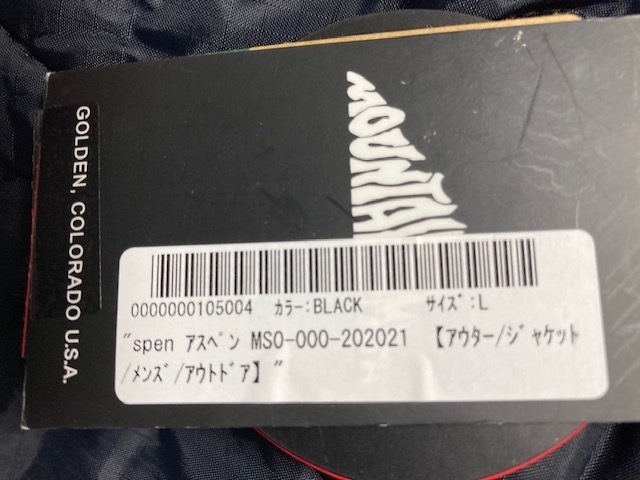 GOLDEN, COLORADO U.S.A.
0000000105004 ｶﾗｰ:BLACK ｻｲｽﾞ:L
"spen ｱｽﾍﾟﾝ MSO-000-202021 【ｱｳﾀｰ/ｼﾞｬｹｯﾄ
/ﾒﾝｽﾞ/ｱｳﾄﾄﾞｱ】"